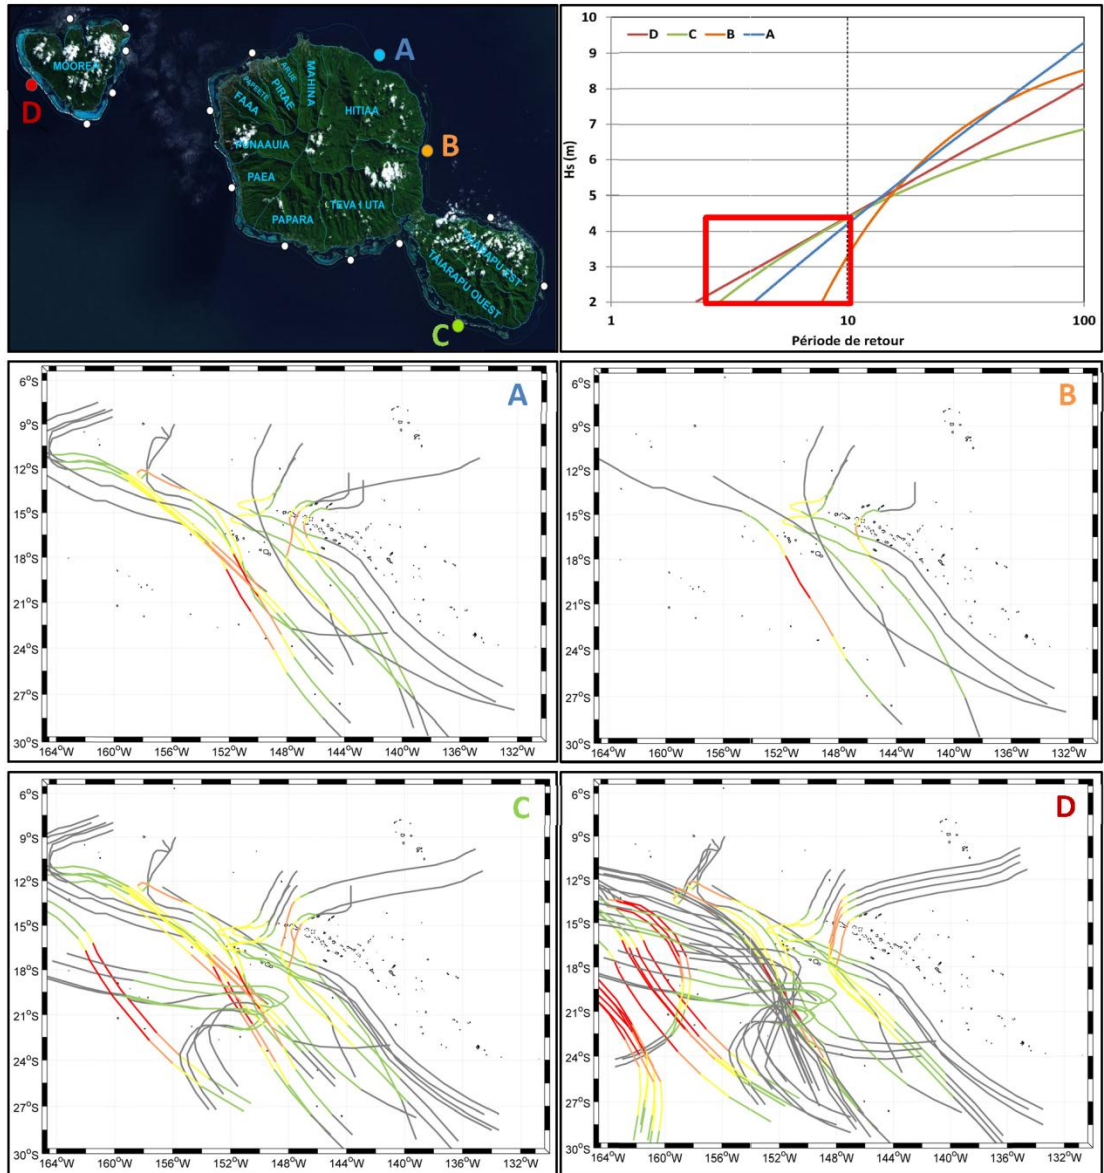 A
B
C
D
MOOREA
FAAA
PAPEETE
ARUE
PIRAE
MAHINA
HITIAA
PUNAAUIA
PAEA
PAPARA
TEVA I UTA
TAIARAPU EST
TAIARAPU OUEST
D C B A
Hs (m)
10
9
8
7
6
5
4
3
2
1 10 100
Période de retour
A
6°S
9°S
12°S
15°S
18°S
21°S
24°S
27°S
30°S
164°W 160°W 156°W 152°W 148°W 144°W 140°W 136°W 132°W
B
6°S
9°S
12°S
15°S
18°S
21°S
24°S
27°S
30°S
164°W 160°W 156°W 152°W 148°W 144°W 140°W 136°W 132°W
C
6°S
9°S
12°S
15°S
18°S
21°S
24°S
27°S
30°S
164°W 160°W 156°W 152°W 148°W 144°W 140°W 136°W 132°W
D
6°S
9°S
12°S
15°S
18°S
21°S
24°S
27°S
30°S
164°W 160°W 156°W 152°W 148°W 144°W 140°W 136°W 132°W